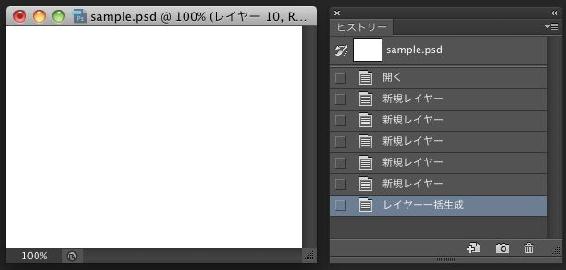 sample.psd @ 100% (レイヤー 10, R...
100%
ヒストリー
sample.psd
開く
新規レイヤー
新規レイヤー
新規レイヤー
新規レイヤー
新規レイヤー
レイヤー一括生成